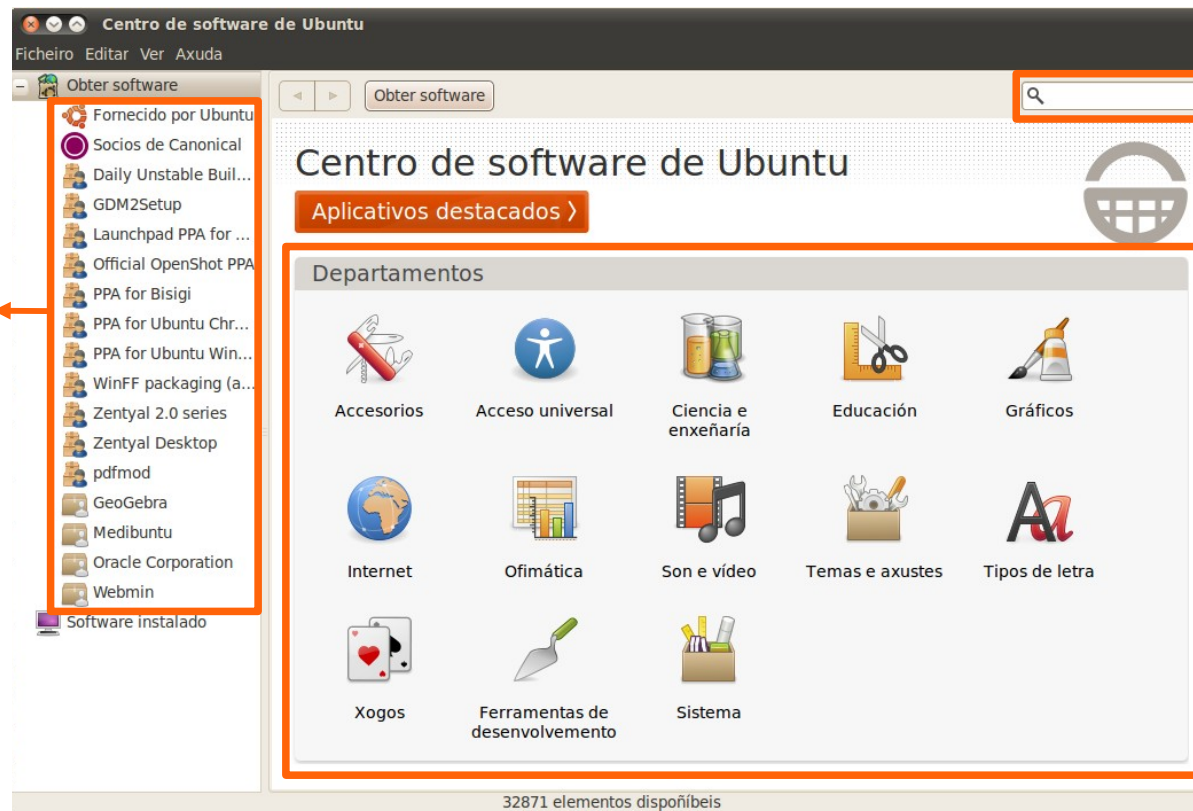 Centro de software de Ubuntu
Ficheiro Editar Ver Axuda
Obter software
Fornecido por Ubuntu
Socios de Canonical
Daily Unstable Buil...
GDM2Setup
Launchpad PPA for ...
Official OpenShot PPA
PPA for Bisigi
PPA for Ubuntu Chr...
PPA for Ubuntu Win...
WinFF packaging (a...
Zentyal 2.0 series
Zentyal Desktop
pdfmod
GeoGebra
Medibuntu
Oracle Corporation
Webmin
Software instalado
Obter software
Centro de software de Ubuntu
Aplicativos destacados 〉
Departamentos
Accesorios
Acceso universal
Ciencia e
enxeñaría
Educación
Gráficos
Internet
Ofimática
Son e vídeo
Temas e axustes
Tipos de letra
Xogos
Ferramentas de
desenvolvemento
Sistema
32871 elementos dispoñíbeis